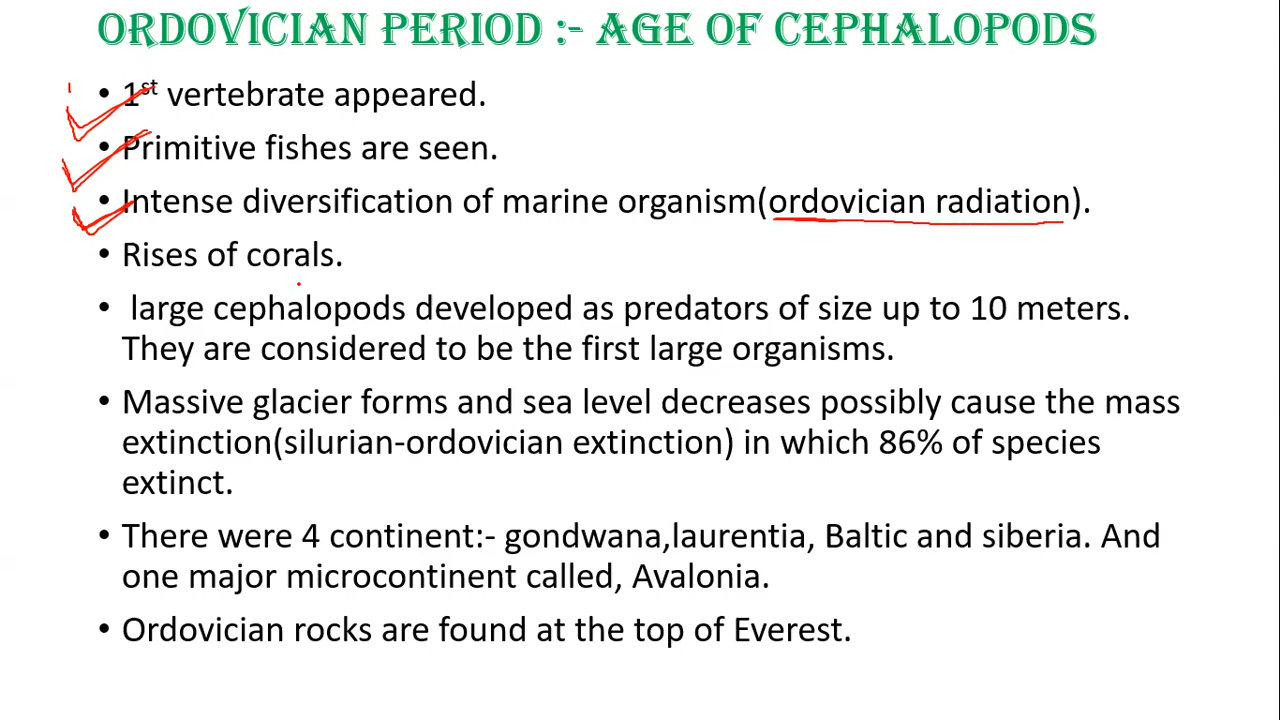 ORDOVICIAN PERIOD :- AGE OF CEPHALOPODS
• 1st vertebrate appeared.
• Primitive fishes are seen.
• Intense diversification of marine organism(ordovician radiation).
• Rises of corals.
• large cephalopods developed as predators of size up to 10 meters.
They are considered to be the first large organisms.
• Massive glacier forms and sea level decreases possibly cause the mass
extinction(silurian-ordovician extinction) in which 86% of species
extinct.
• There were 4 continent:- gondwana,laurentia, Baltic and siberia. And
one major microcontinent called, Avalonia.
• Ordovician rocks are found at the top of Everest.